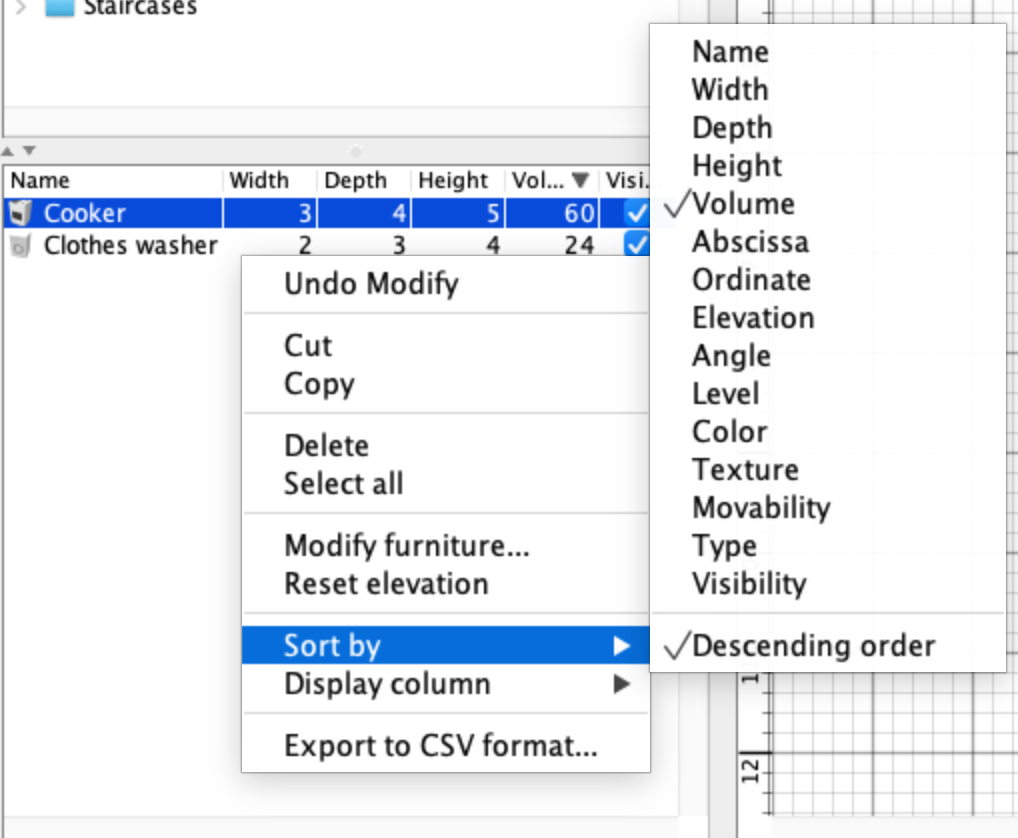 Staircases
Name Width Depth Height Vol... Visi.
Cooker 3 4 5 60
Clothes washer 2 3 4 24
Undo Modify
Cut
Copy
Delete
Select all
Modify furniture...
Reset elevation
Sort by
Display column
Export to CSV format...
Name
Width
Depth
Height
Volume
Abscissa
Ordinate
Elevation
Angle
Level
Color
Texture
Movability
Type
Visibility
Descending order
12